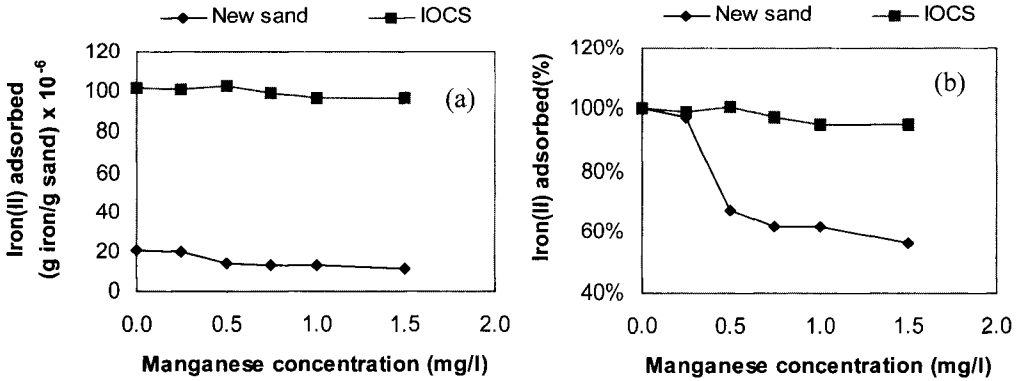 New sand IOCS
Iron(II) adsorbed
(g iron/g sand) x 10-6
120
100
80
60
40
20
0
(a)
0.0 0.5 1.0 1.5 2.0
Manganese concentration (mg/l)
New sand IOCS
Iron(II) adsorbed(%)
120%
100%
80%
60%
40%
(b)
0.0 0.5 1.0 1.5 2.0
Manganese concentration (mg/l)